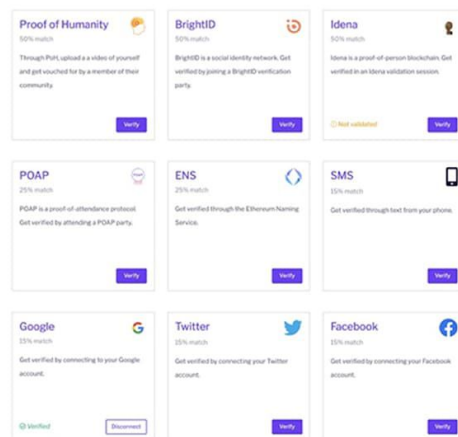 Proof of Humanity
50% match
Through PoH, upload a video of yourself
and get vouched for by a member of their
community.
Verify
BrightID
50% match
BrightID is a social identity network. Get
verified by joining a BrightID verification
party.
Verify
Idena
50% match
Idena is a proof-of-person blockchain. Get
verified in an Idena validation session.
Not validated
Verify
POAP
25% match
POAP is a proof-of-attendance protocol.
Get verified by attending a POAP party.
Verify
ENS
25% match
Get verified through the Ethereum Naming
Service.
Verify
SMS
15% match
Get verified through text from your phone.
Verify
Google
15% match
Get verified by connecting to your Google
account.
Verified
Disconnect
Twitter
15% match
Get verified by connecting your Twitter
account.
Verify
Facebook
15% match
Get verified by connecting your Facebook
account.
Verify